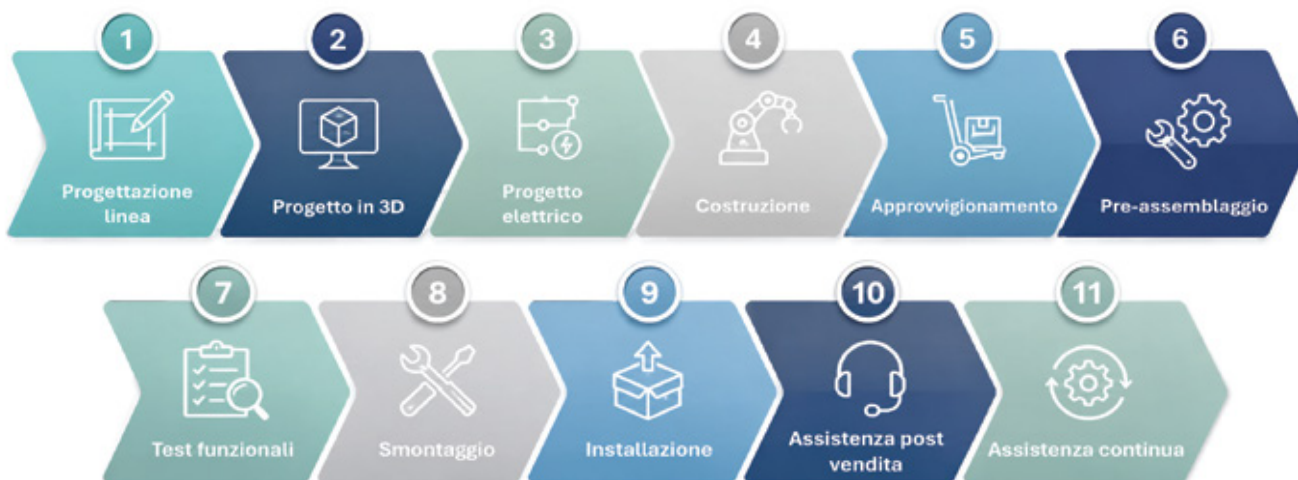 1
2
3
4
5
6
Progettazione
linea
Progetto in 3D
Progetto
elettrico
Costruzione
Approvvigionamento
Pre-assemblaggio
7
8
9
10
11
Test funzionali
Smontaggio
Installazione
Assistenza post
vendita
Assistenza continua